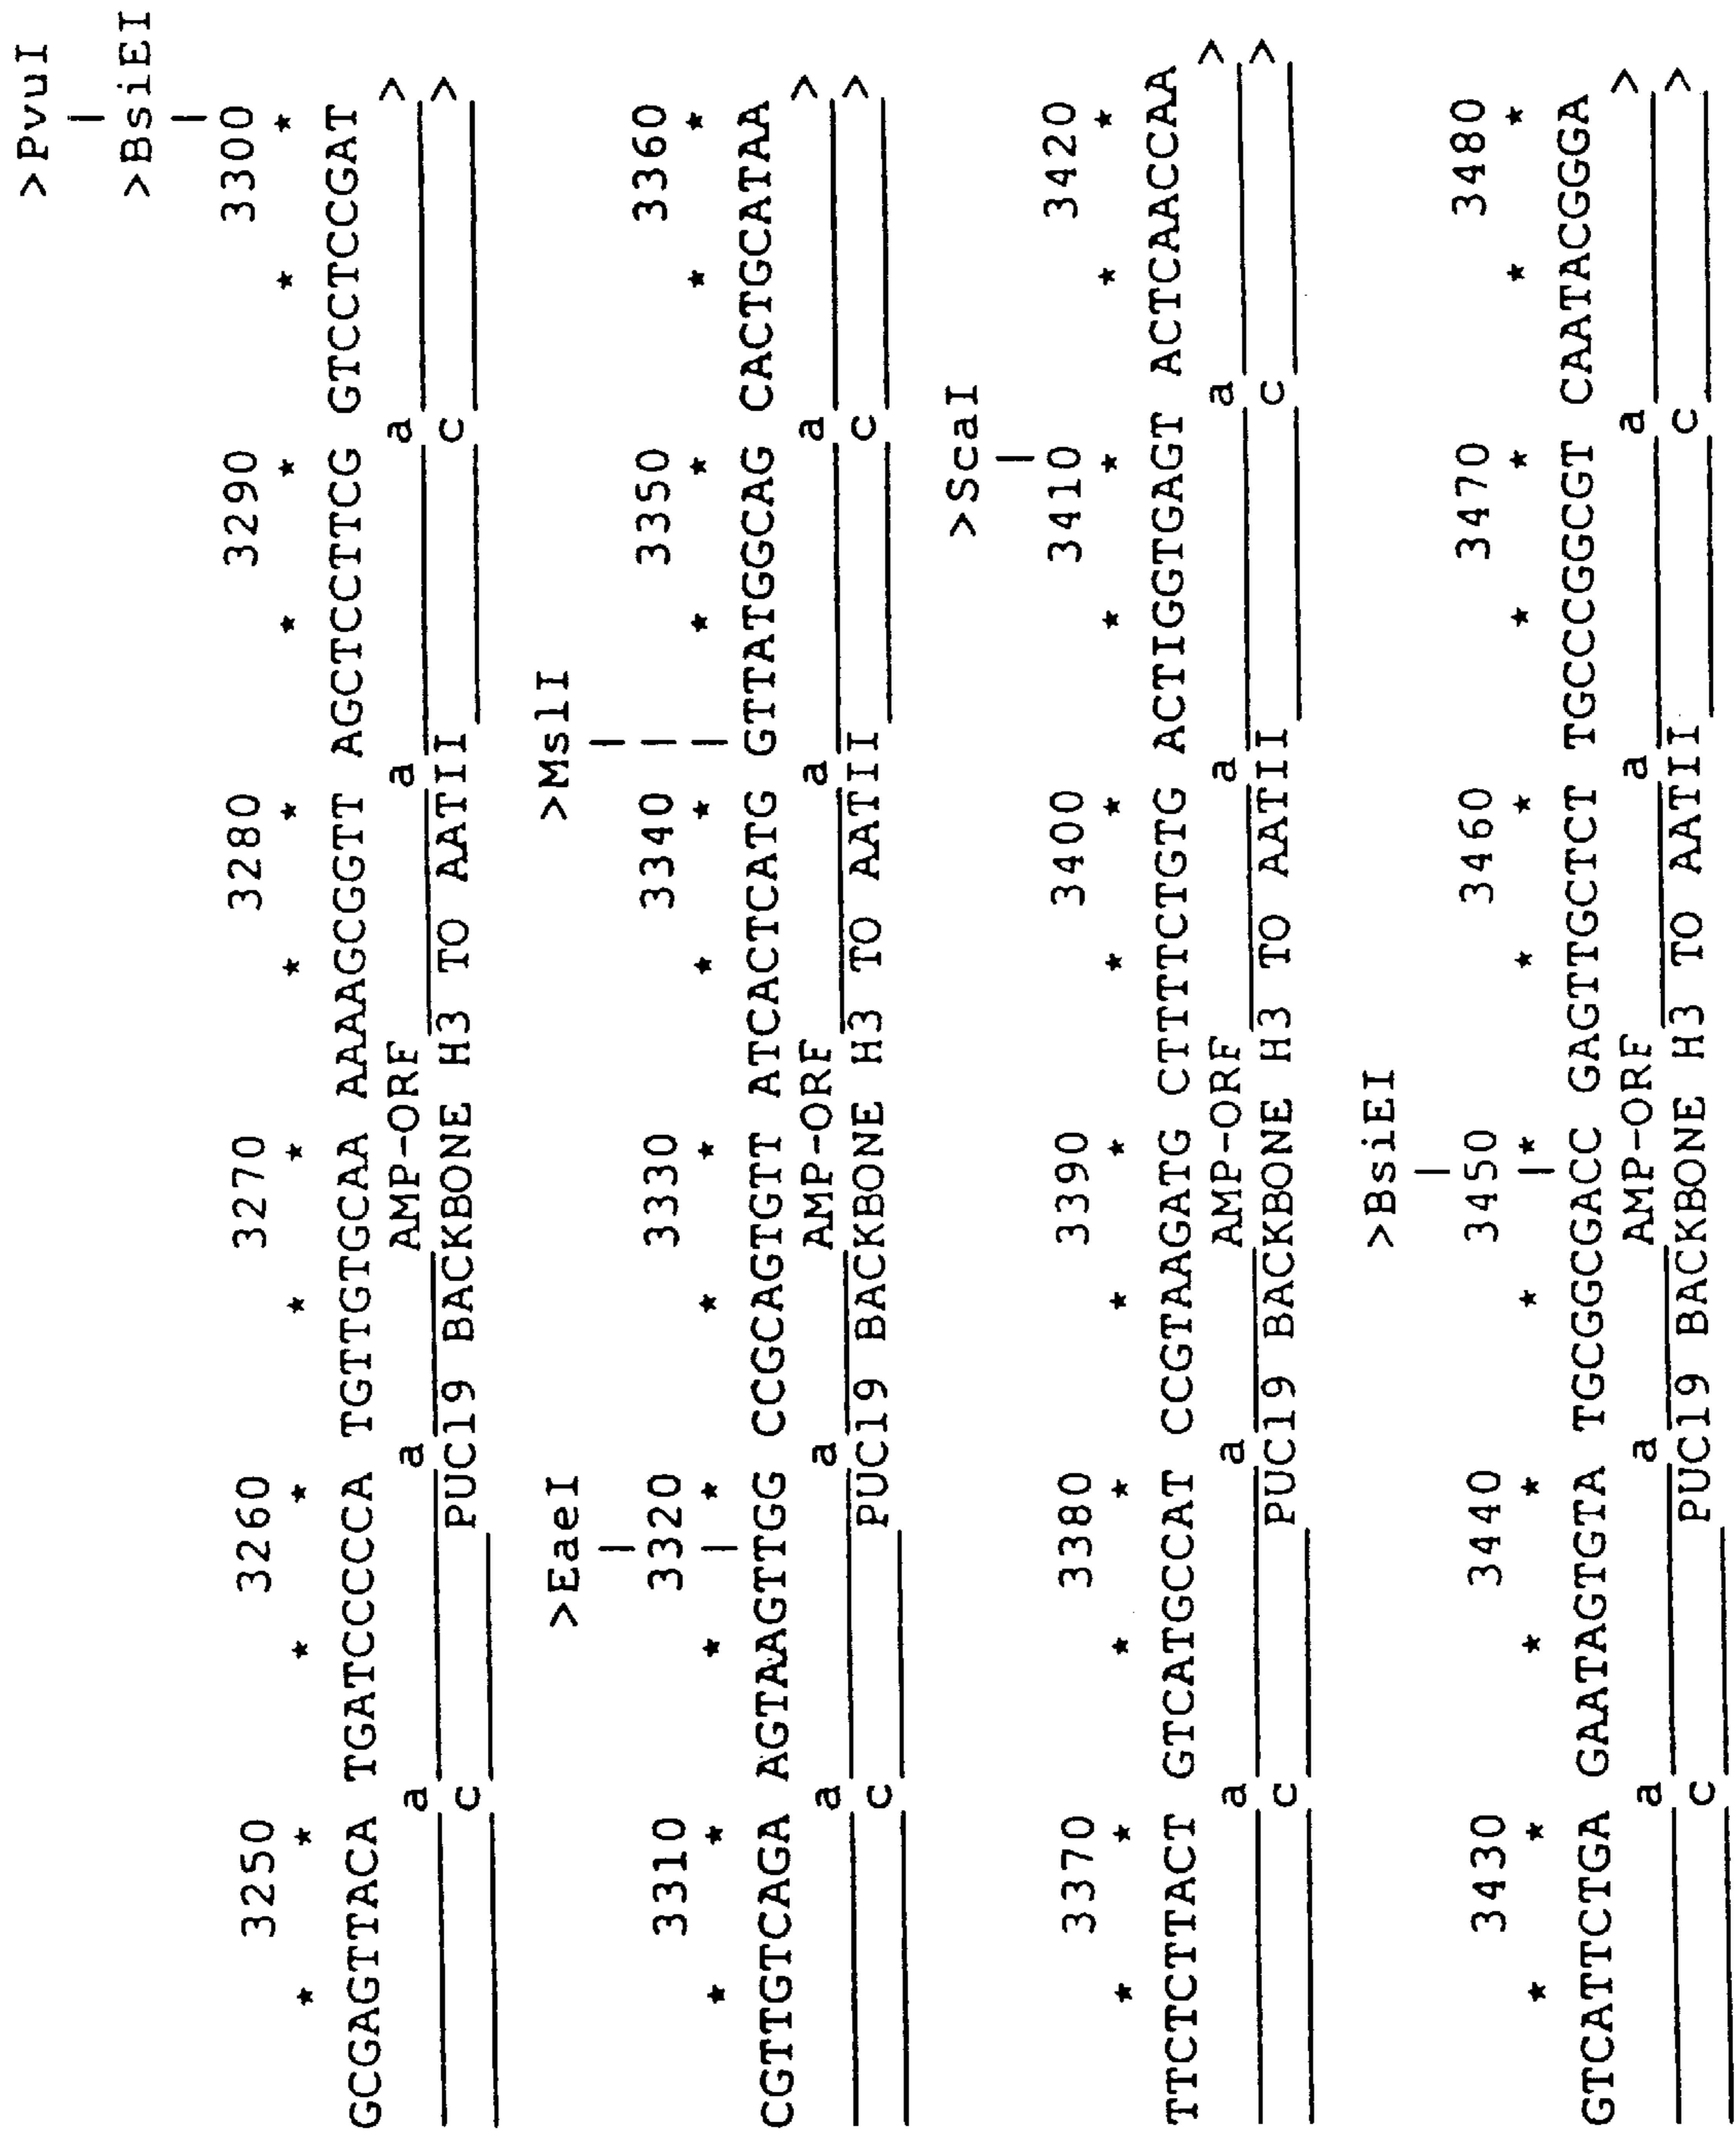 >PvuI
|
>BsiEI
|
3250 3260 3270 3280 3290 3300
* * * * * * * * * * * *
GCGAGTTACA TGATCCCCCA TGTTGTGCAA AAAAGCGGTT AGCTCCTTCG GTCCTCCGAT
a a AMP-ORF a a >
c PUC19 BACKBONE H3 TO AATII c >
>EaeI >MslI
| |
3310 3320 3330 3340 3350 3360
* * * * * * * * * * * *
CGTTGTCAGA AGTAAGTTGG CCGCAGTGTT ATCACTCATG GTTATGGCAG CACTGCATAA
a a AMP-ORF a a >
c PUC19 BACKBONE H3 TO AATII c >
>ScaI
|
3370 3380 3390 3400 3410 3420
* * * * * * * * * * * *
TTCTCTTACT GTCATGCCAT CCGTAAGATG CTTTTCTGTG ACTIGGTGAGT ACTCAACCAA
a a AMP-ORF a a >
c PUC19 BACKBONE H3 TO AATII c >
>BsiEI
|
3430 3440 3450 3460 3470 3480
* * * * * * * * * * * *
GTCATTCTGA GAATAGTGTA TGCGGCGACC GAGTTGCTCT TGCCCGGCGT CAATACGGGA
a a AMP-ORF a a >
c PUC19 BACKBONE H3 TO AATII c >